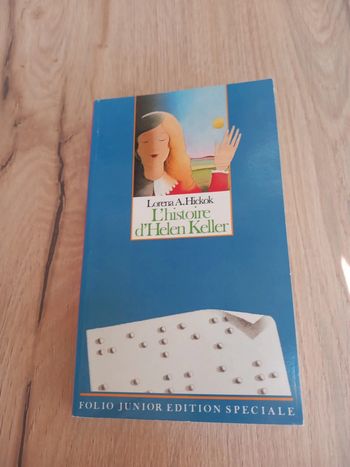 Lorena A. Hickok
L'histoire
d'Helen Keller
FOLIO JUNIOR EDITION SPECIALE